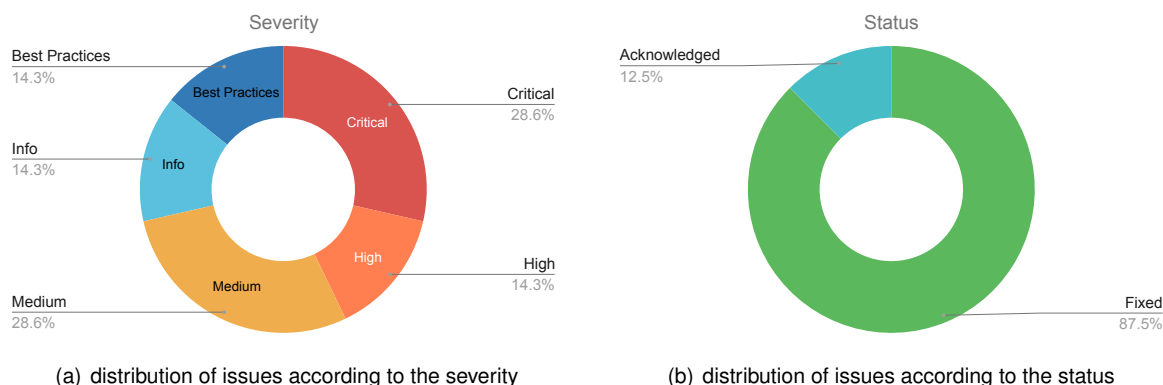 Severity
Best Practices
14.3%
Best Practices
Critical
28.6%
Critical
Info
14.3%
Info
High
High
14.3%
Medium
Medium
28.6%
(a) distribution of issues according to the severity
Status
Acknowledged
12.5%
Fixed
87.5%
(b) distribution of issues according to the status